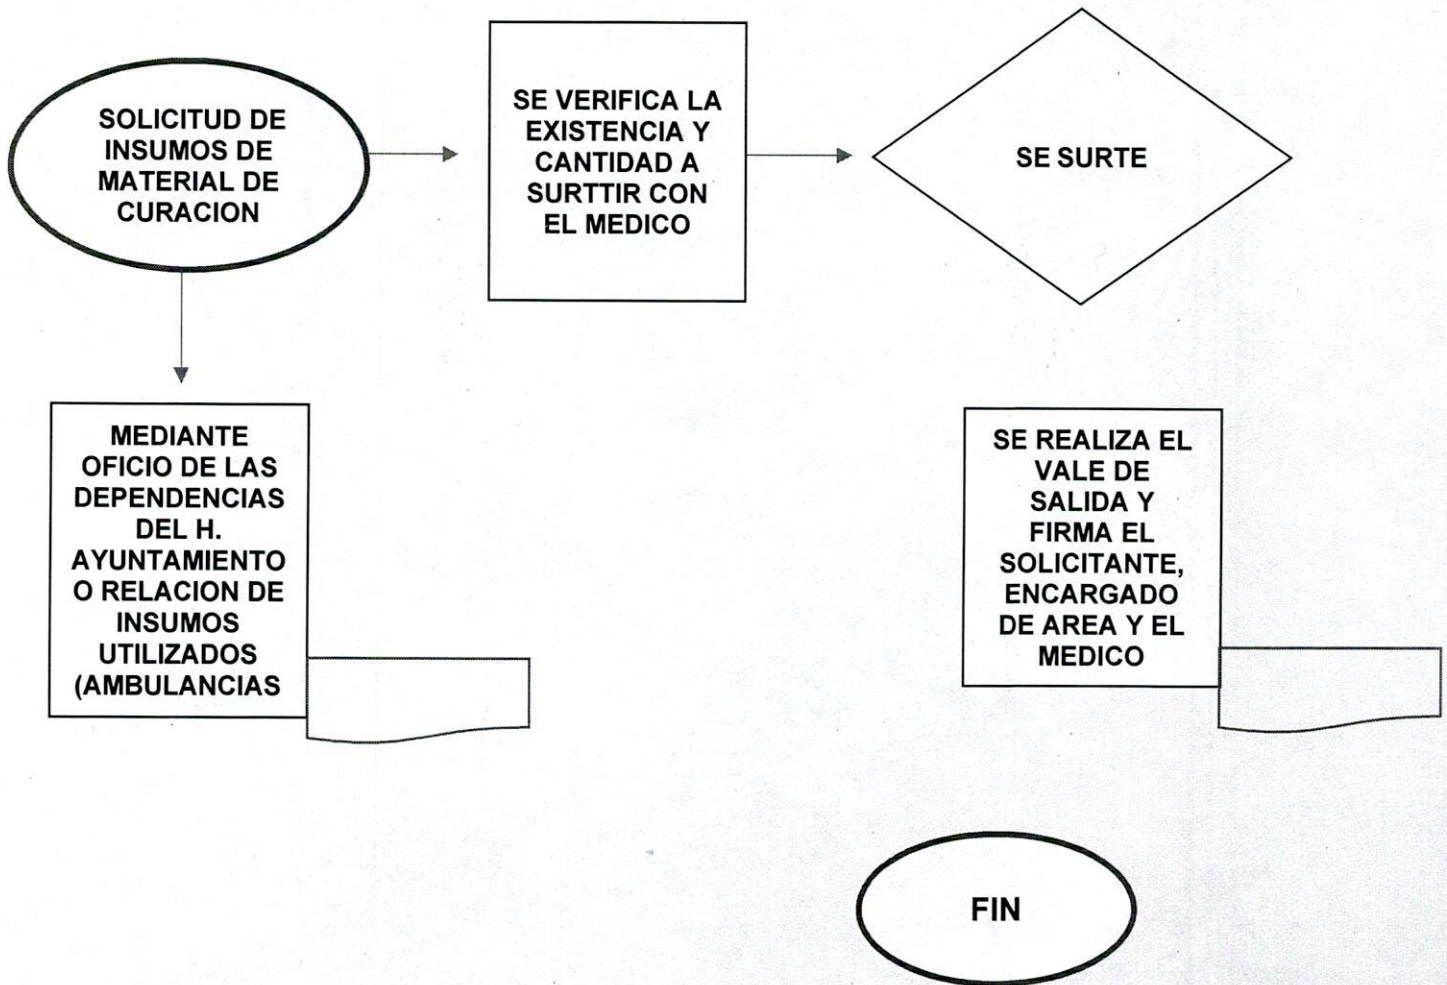 SOLICITUD DE
INSUMOS DE
MATERIAL DE
CURACION
SE VERIFICA LA
EXISTENCIA Y
CANTIDAD A
SURTTIR CON
EL MEDICO
SE SURTE
MEDIANTE
OFICIO DE LAS
DEPENDENCIAS
DEL H.
AYUNTAMIENTO
O RELACION DE
INSUMOS
UTILIZADOS
(AMBULANCIAS
SE REALIZA EL
VALE DE
SALIDA Y
FIRMA EL
SOLICITANTE,
ENCARGADO
DE AREA Y EL
MEDICO
FIN